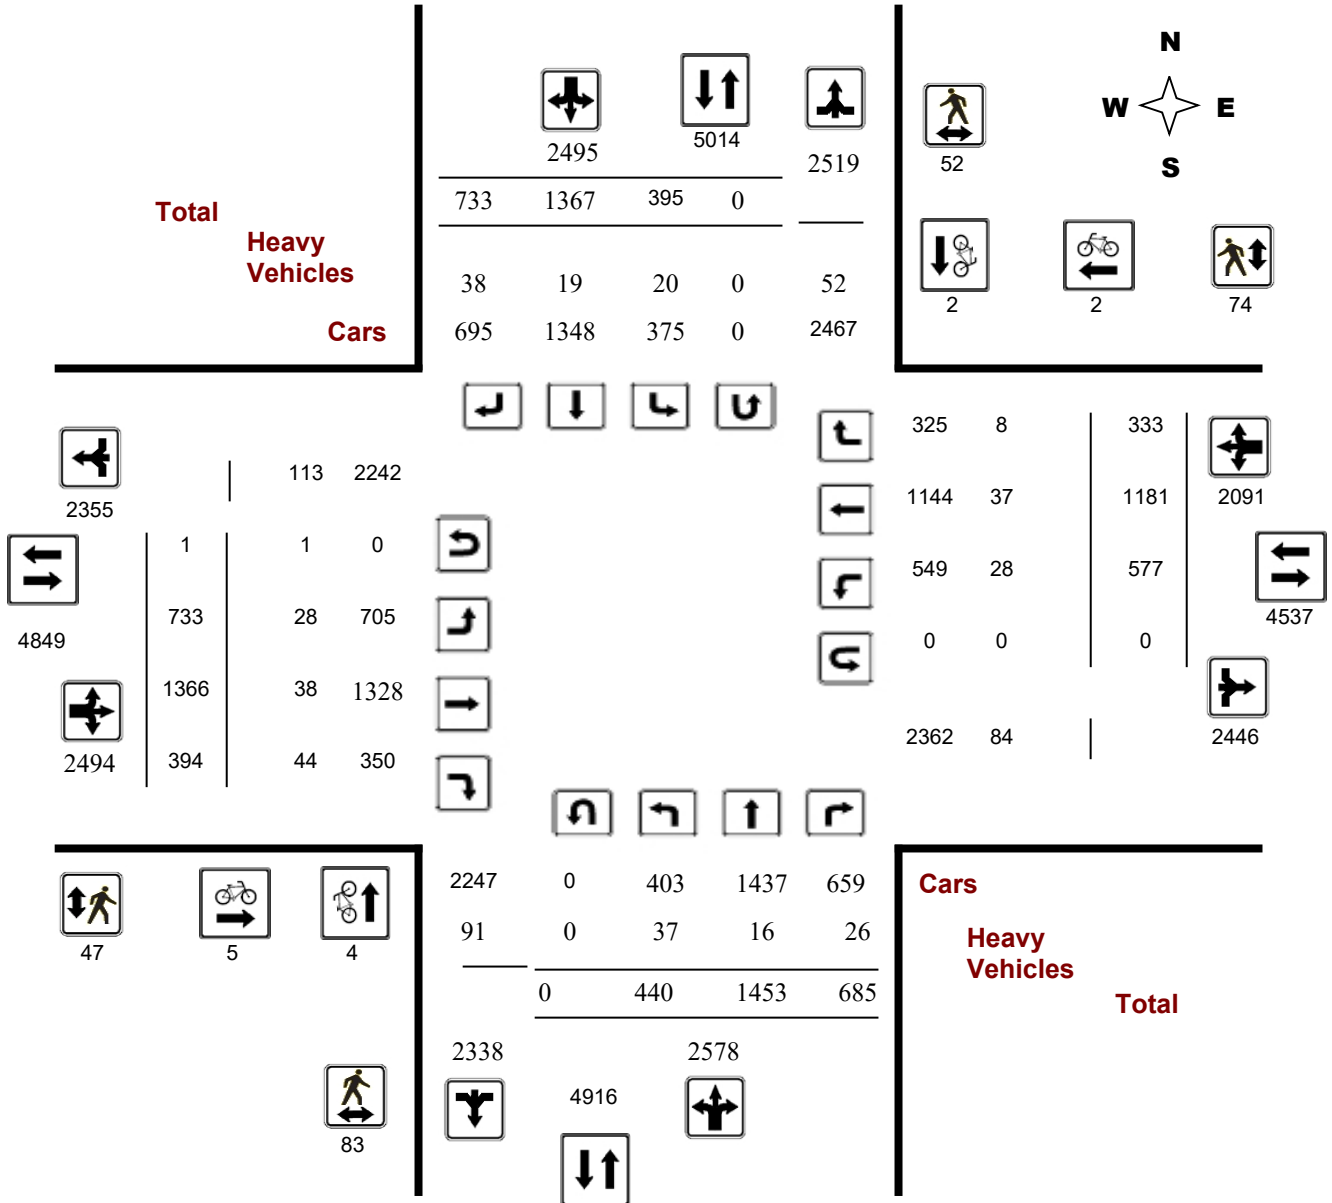 N
W E
S
2495 5014 2519
52
733 1367 395 0
Total
Heavy
Vehicles
38 19 20 0 52
2 2 74
Cars
695 1348 375 0 2467
325 8 333
113 2242
1144 37 1181 2091
2355
1 1 0
549 28 577
4849
733 28 705
4537
0 0 0
1366 38 1328
2362 84 2446
2494 394 44 350
2247 0 403 1437 659
Cars
47 5 4
91 0 37 16 26
Heavy
Vehicles
0 440 1453 685
Total
2338 2578
4916
83